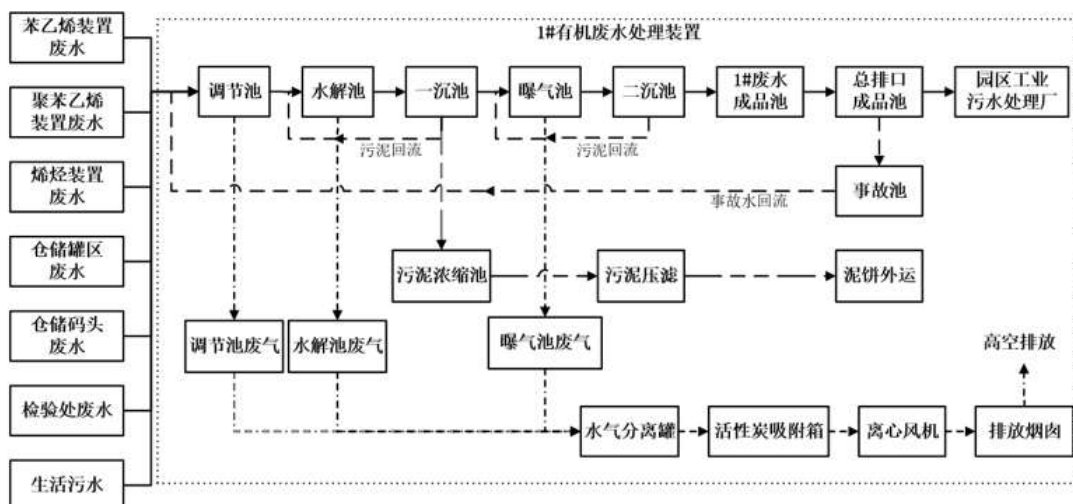 苯乙烯装置
废水
聚苯乙烯
装置废水
烯烃装置
废水
仓储罐区
废水
仓储码头
废水
检验处废水
生活污水
1#有机废水处理装置
调节池
水解池
一沉池
曝气池
二沉池
1#废水
成品池
总排口
成品池
园区工业
污水处理厂
污泥回流
污泥回流
事故水回流
事故池
污泥浓缩池
污泥压滤
泥饼外运
调节池废气
水解池废气
曝气池废气
高空排放
水气分离罐
活性炭吸附箱
离心风机
排放烟囱